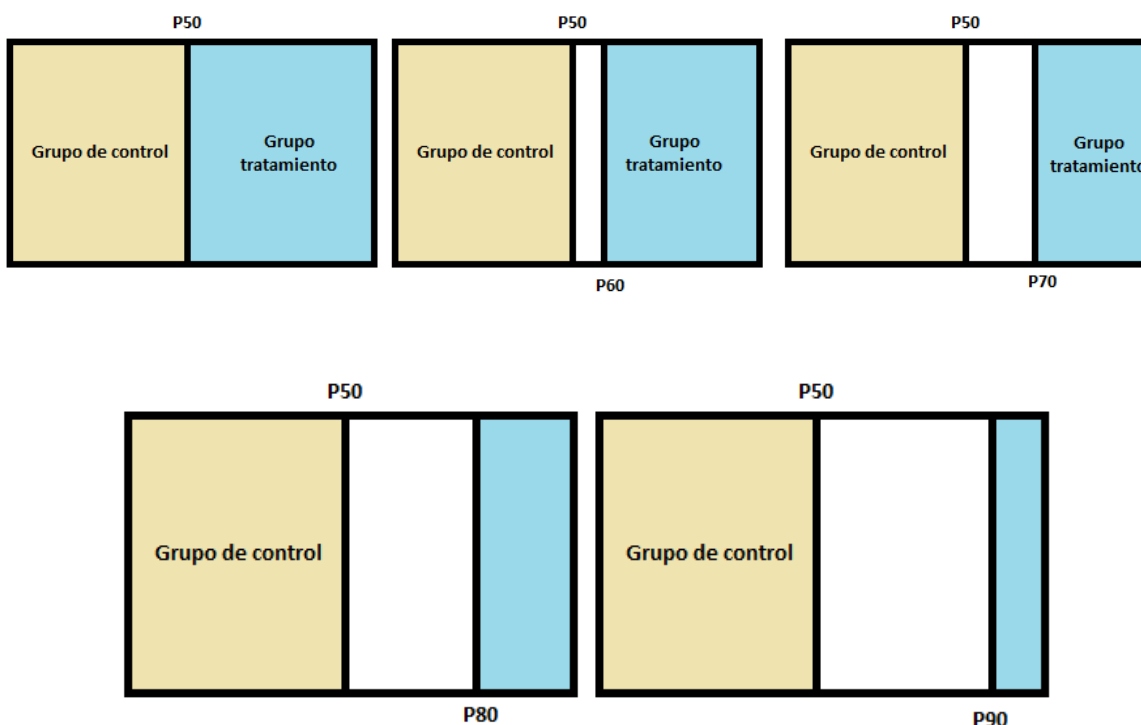 P50
P50
P50
Grupo de control
Grupo
tratamiento
Grupo de control
Grupo
tratamiento
Grupo de control
Grupo
tratamiento
P60
P70
P50
P50
Grupo de control
Grupo de control
P80
P90